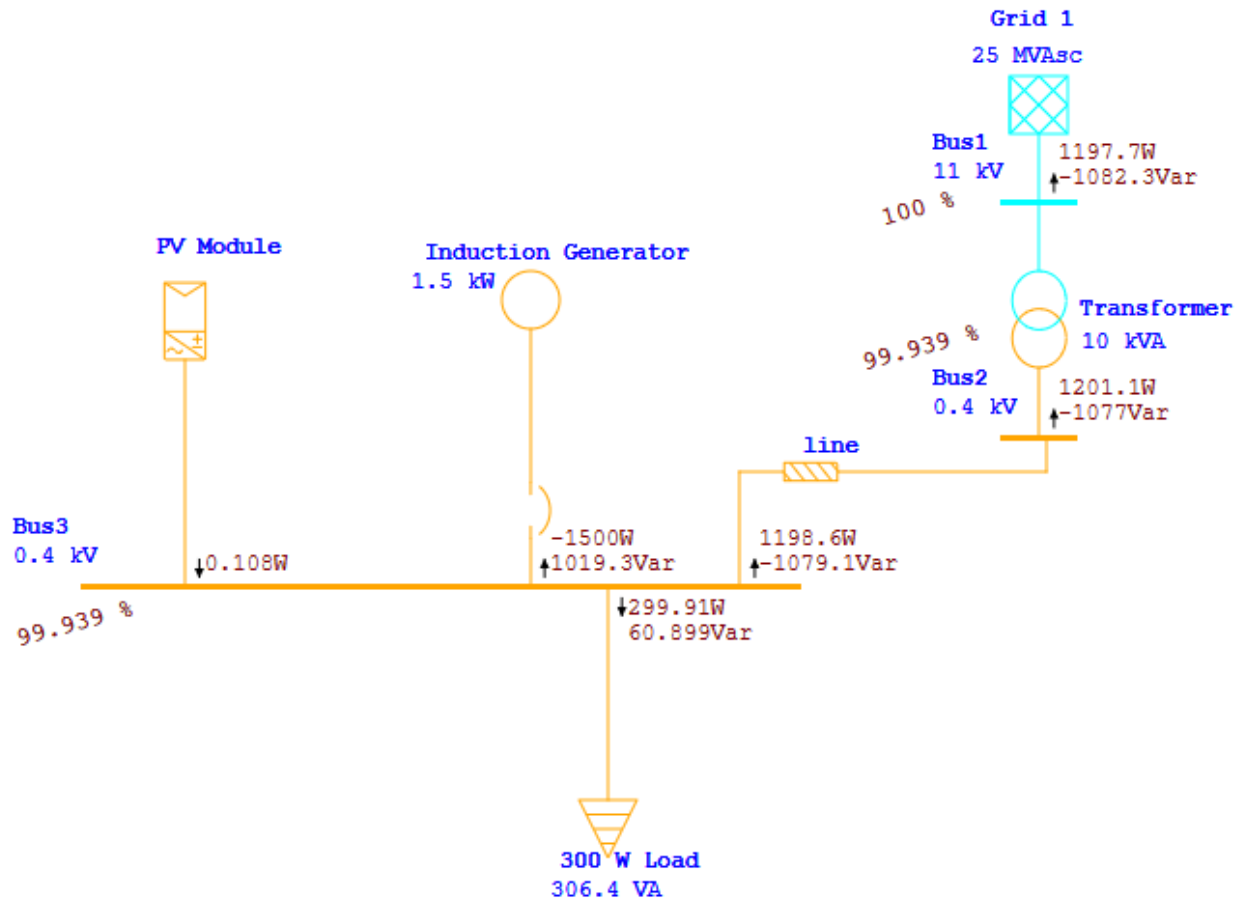 Grid 1
25 MVAsc
Bus1
11 kV
1197.7W
-1082.3Var
100 %
PV Module
Induction Generator
1.5 kW
Transformer
10 kVA
99.939 %
Bus2
0.4 kV
1201.1W
-1077Var
line
Bus3
0.4 kV
0.108W
-1500W
1019.3Var
1198.6W
-1079.1Var
99.939 %
299.91W
60.899Var
300 W Load
306.4 VA